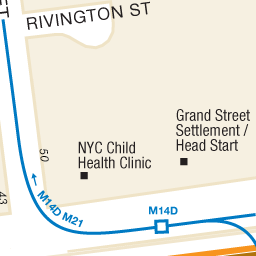 RIVINGTON ST
Grand Street
Settlement /
Head Start
NYC Child
Health Clinic
50
43
M14D M21
M14D